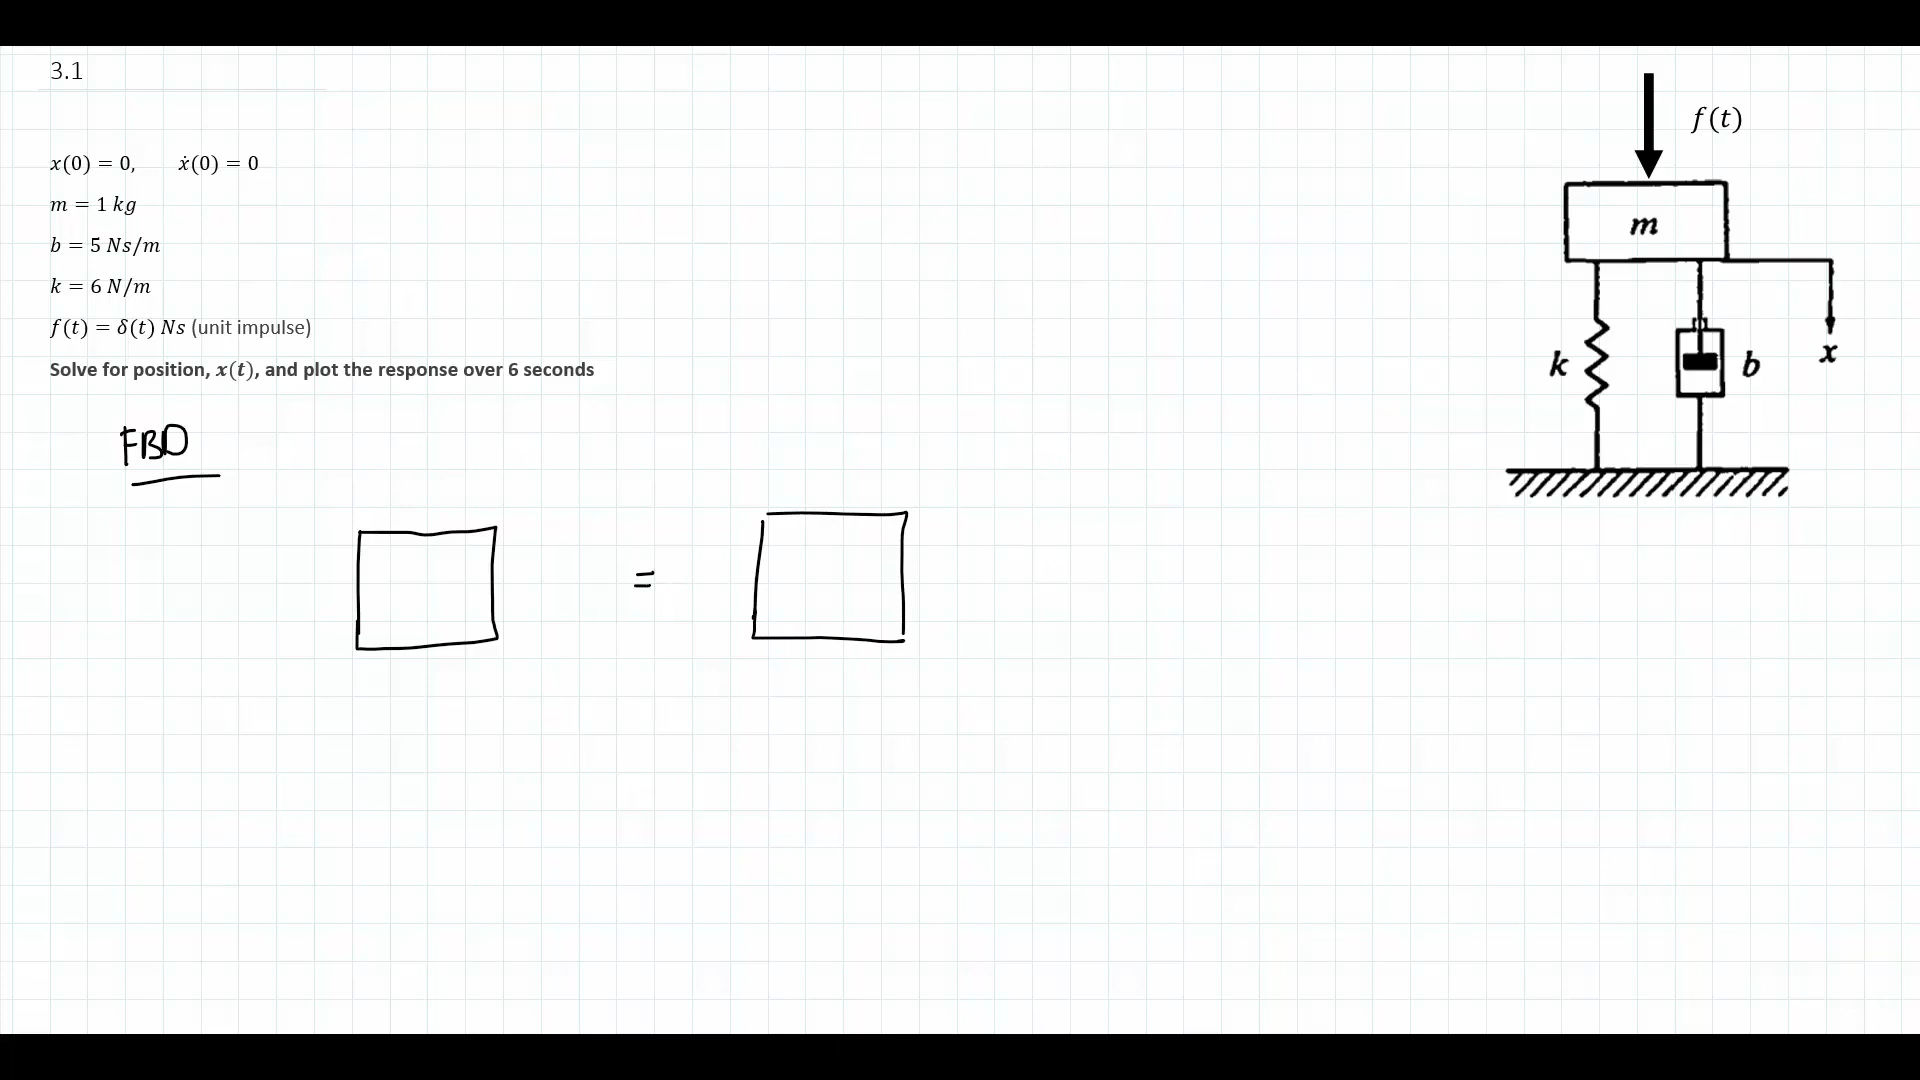 3.1
x(0) = 0, ẋ(0) = 0
m = 1 kg
b = 5 Ns/m
k = 6 N/m
f(t) = δ(t) Ns (unit impulse)
Solve for position, x(t), and plot the response over 6 seconds
FBD
=
f(t)
m
k
b
x